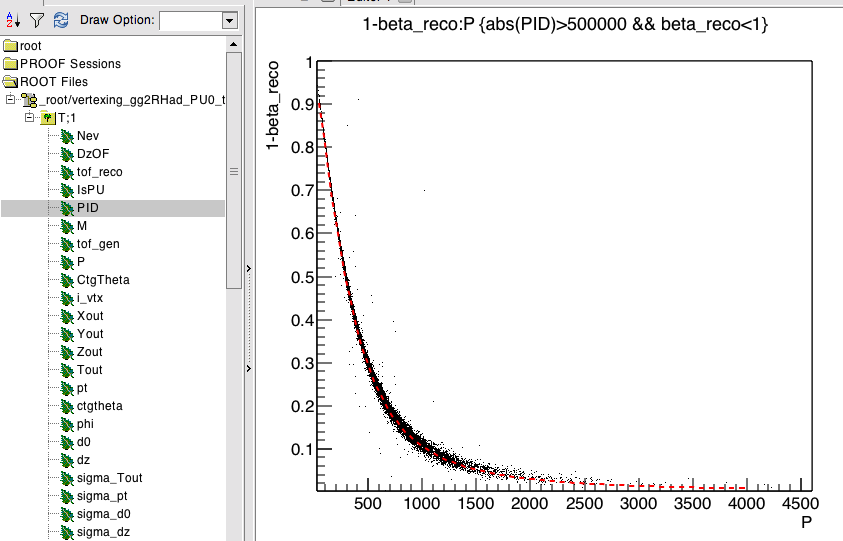 Draw Option:
root
PROOF Sessions
ROOT Files
_root/vertexing_gg2RHad_PU0_t
T;1
Nev
DzOF
tof_reco
IsPU
PID
M
tof_gen
P
CtgTheta
i_vtx
Xout
Yout
Zout
Tout
pt
ctgtheta
phi
d0
dz
sigma_Tout
sigma_pt
sigma_d0
sigma_dz
1-beta_reco:P {abs(PID)>500000 && beta_reco<1}
1-beta_reco
1
0.9
0.8
0.7
0.6
0.5
0.4
0.3
0.2
0.1
500 1000 1500 2000 2500 3000 3500 4000 4500
P